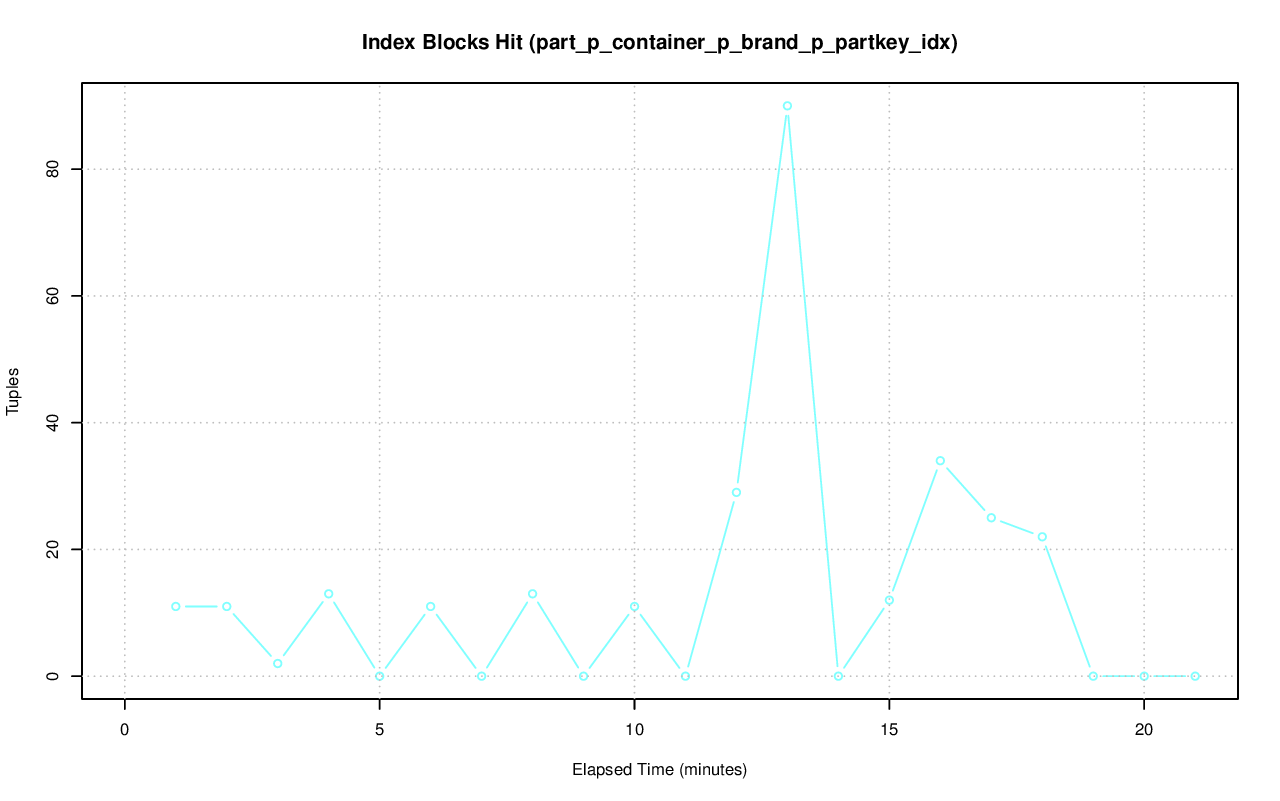 Index Blocks Hit (part_p_container_p_brand_p_partkey_idx)
80
60
40
20
0
Tuples
0 5 10 15 20
Elapsed Time (minutes)